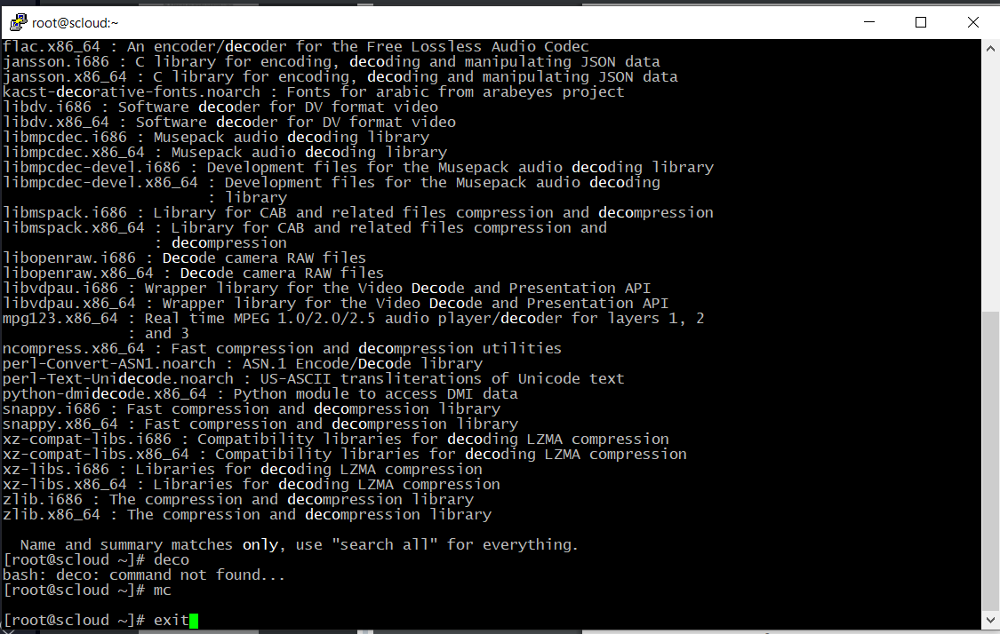 root@scloud:~
flac.x86_64 : An encoder/decoder for the Free Lossless Audio Codec
jansson.i686 : C library for encoding, decoding and manipulating JSON data
jansson.x86_64 : C library for encoding, decoding and manipulating JSON data
kacst-decorative-fonts.noarch : Fonts for arabic from arabeyes project
libdv.i686 : Software decoder for DV format video
libdv.x86_64 : Software decoder for DV format video
libmpcdec.i686 : Musepack audio decoding library
libmpcdec.x86_64 : Musepack audio decoding library
libmpcdec-devel.i686 : Development files for the Musepack audio decoding library
libmpcdec-devel.x86_64 : Development files for the Musepack audio decoding
: library
libmspack.i686 : Library for CAB and related files compression and decompression
libmspack.x86_64 : Library for CAB and related files compression and
: decompression
libopenraw.i686 : Decode camera RAW files
libopenraw.x86_64 : Decode camera RAW files
libvdpau.i686 : Wrapper library for the Video Decode and Presentation API
libvdpau.x86_64 : Wrapper library for the Video Decode and Presentation API
mpg123.x86_64 : Real time MPEG 1.0/2.0/2.5 audio player/decoder for layers 1, 2
: and 3
ncompress.x86_64 : Fast compression and decompression utilities
perl-Convert-ASN1.noarch : ASN.1 Encode/Decode library
perl-Text-Unidecode.noarch : US-ASCII transliterations of Unicode text
python-dmidecode.x86_64 : Python module to access DMI data
snappy.i686 : Fast compression and decompression library
snappy.x86_64 : Fast compression and decompression library
xz-compat-libs.i686 : Compatibility libraries for decoding LZMA compression
xz-compat-libs.x86_64 : Compatibility libraries for decoding LZMA compression
xz-libs.i686 : Libraries for decoding LZMA compression
xz-libs.x86_64 : Libraries for decoding LZMA compression
zlib.i686 : The compression and decompression library
zlib.x86_64 : The compression and decompression library
Name and summary matches only, use "search all" for everything.
[root@scloud ~]# deco
bash: deco: command not found...
[root@scloud ~]# mc
[root@scloud ~]# exit